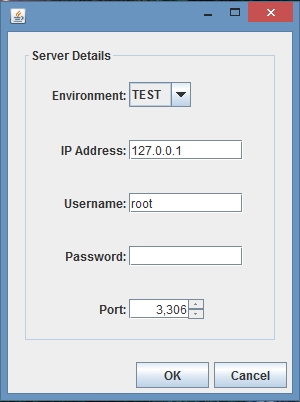 Server Details
Environment: TEST
IP Address: 127.0.0.1
Username: root
Password:
Port: 3,306
OK Cancel